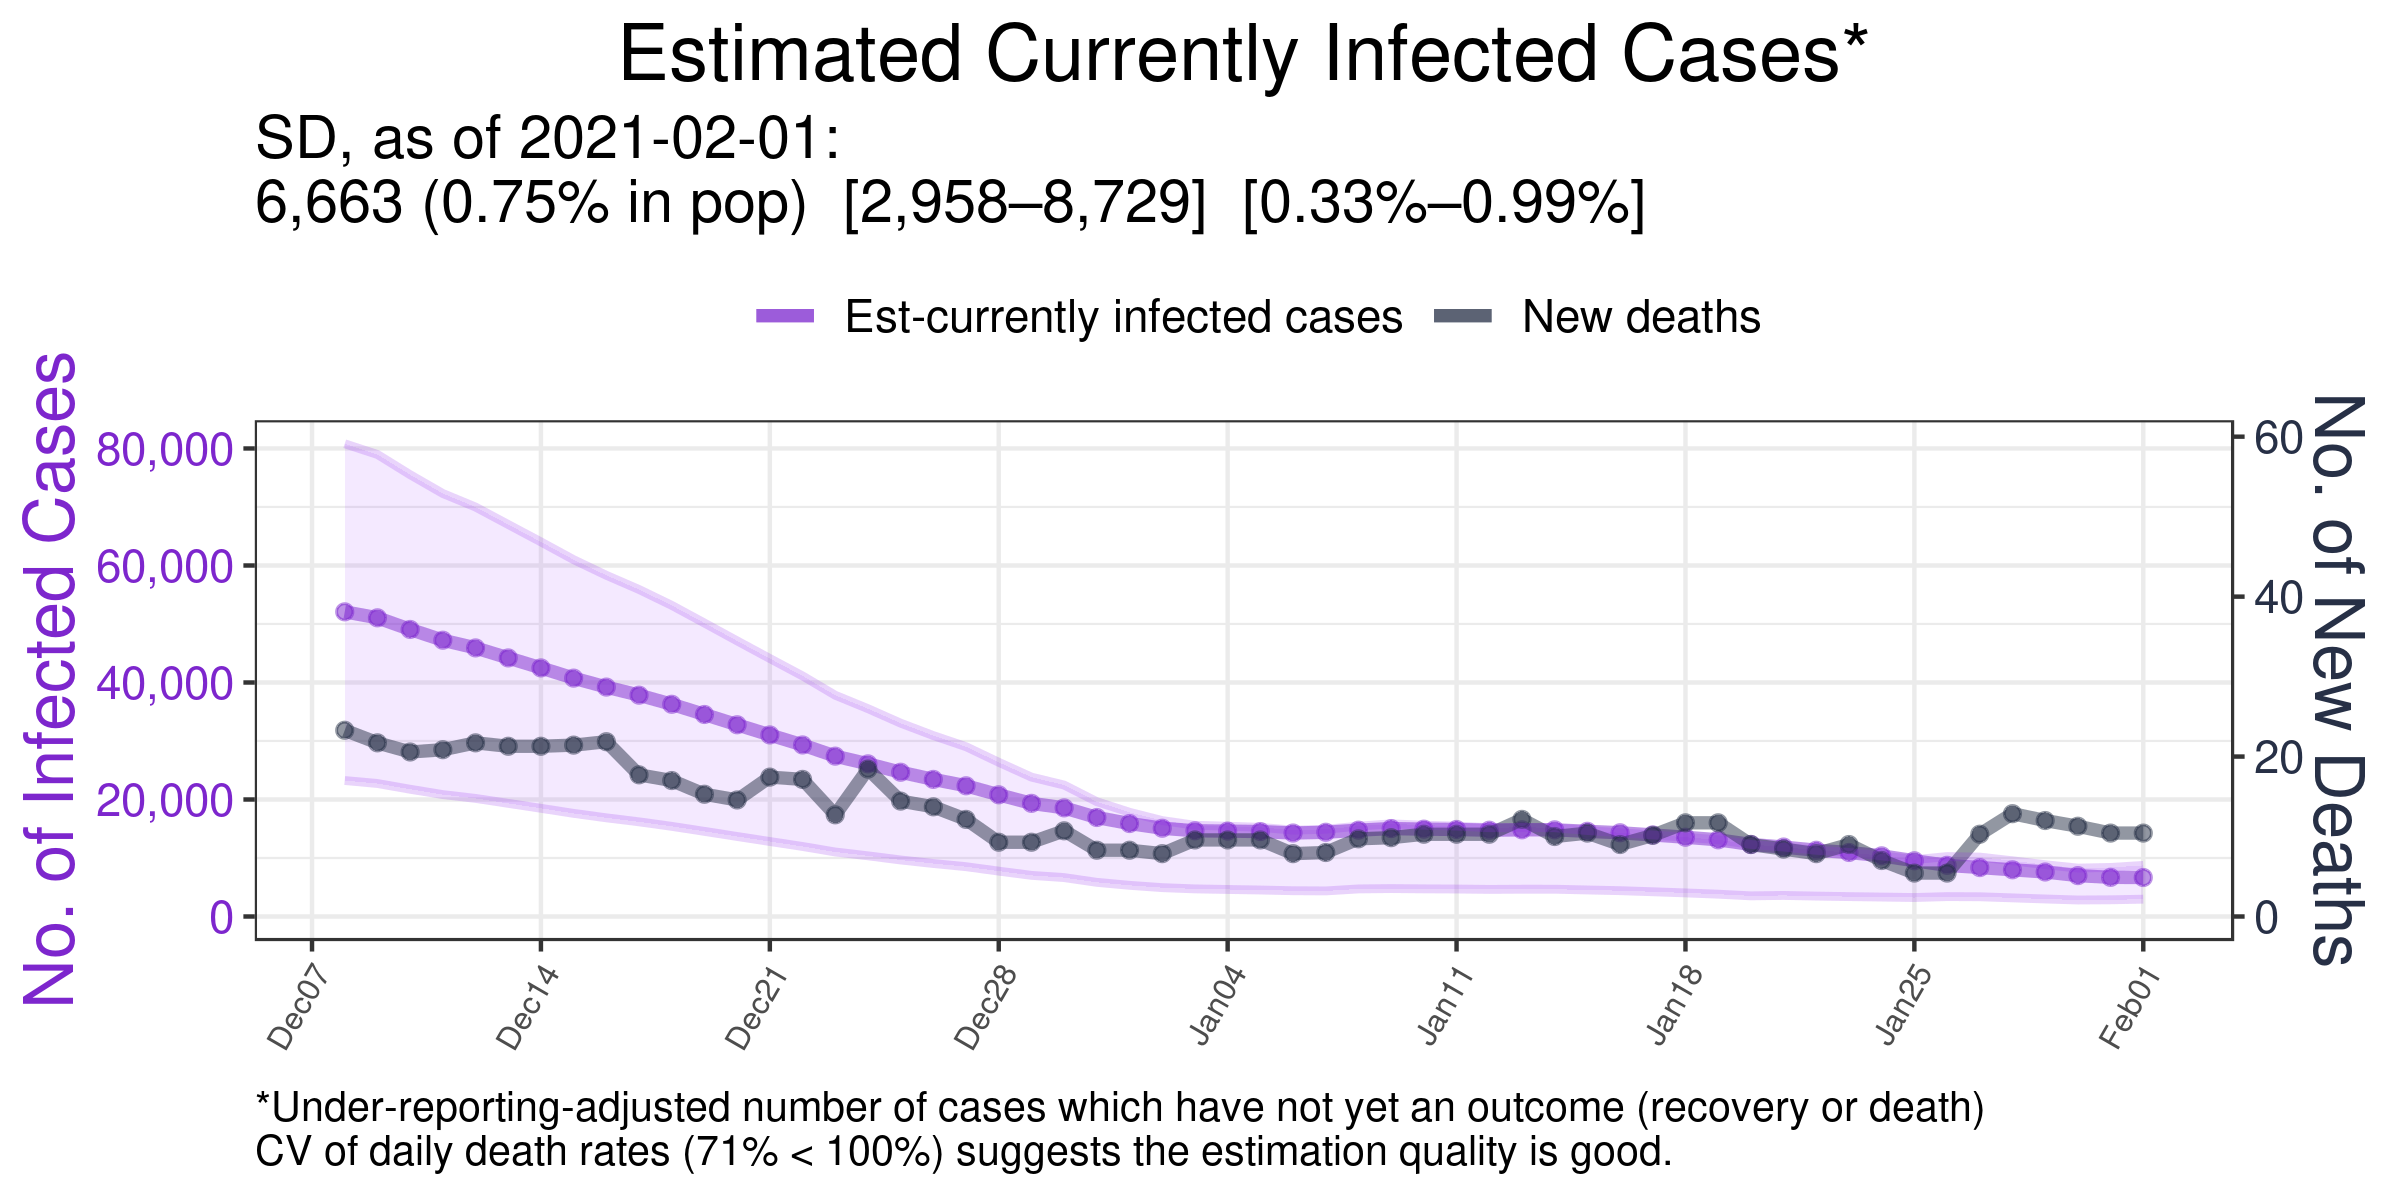 Estimated Currently Infected Cases*
SD, as of 2021-02-01:
6,663 (0.75% in pop)  [2,958–8,729]  [0.33%–0.99%]
Est-currently infected cases
New deaths
No. of Infected Cases
80,000
60,000
40,000
20,000
0
60
40
20
0
No. of New Deaths
Dec07
Dec14
Dec21
Dec28
Jan04
Jan11
Jan18
Jan25
Feb01
*Under-reporting-adjusted number of cases which have not yet an outcome (recovery or death)
CV of daily death rates (71% < 100%) suggests the estimation quality is good.